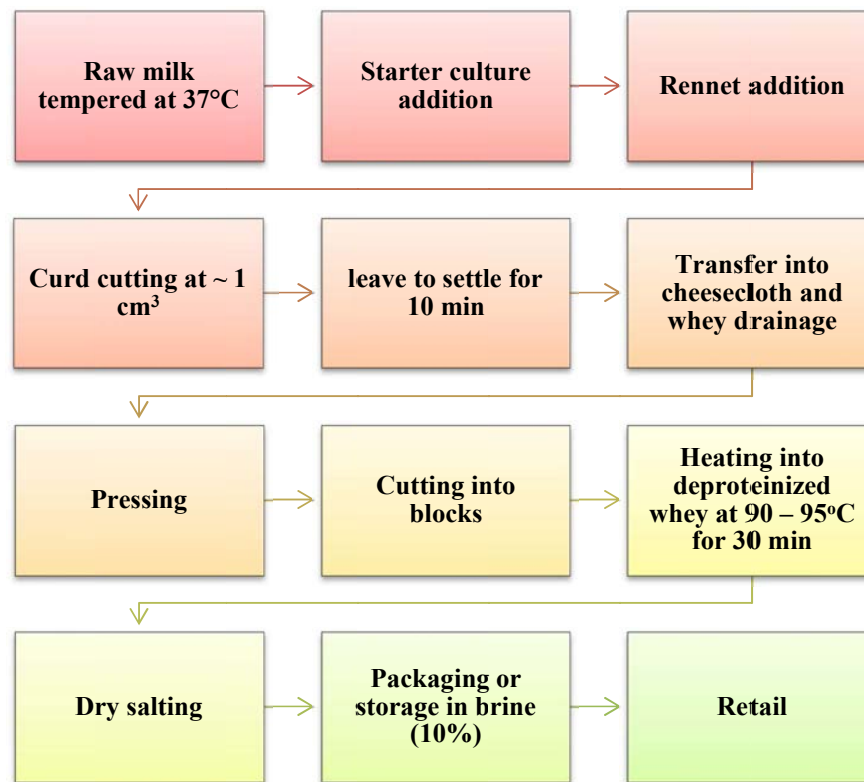 Raw milk
tempered at 37°C
Starter culture
addition
Rennet addition
Curd cutting at ~ 1
cm³
leave to settle for
10 min
Transfer into
cheesecloth and
whey drainage
Pressing
Cutting into
blocks
Heating into
deproteinized
whey at 90 – 95ᵒC
for 30 min
Dry salting
Packaging or
storage in brine
(10%)
Retail